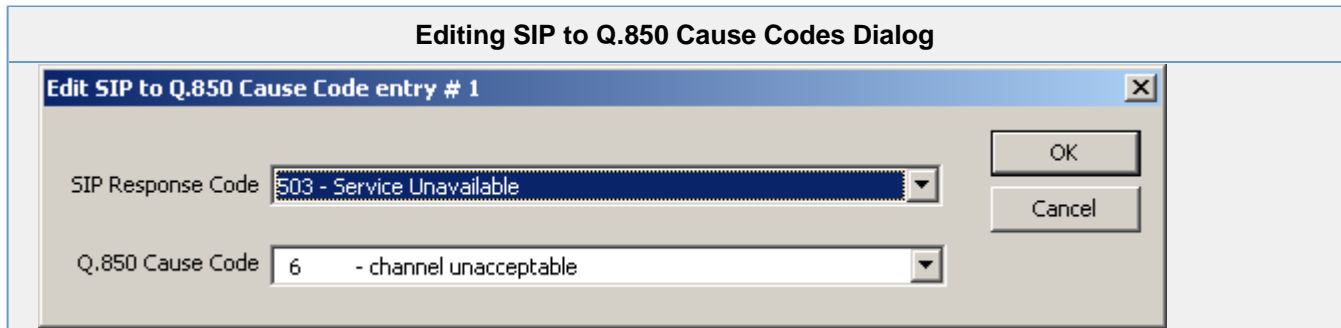 Editing SIP to Q.850 Cause Codes Dialog
Edit SIP to Q.850 Cause Code entry # 1
OK
SIP Response Code 503 - Service Unavailable
Cancel
Q.850 Cause Code 6 - channel unacceptable